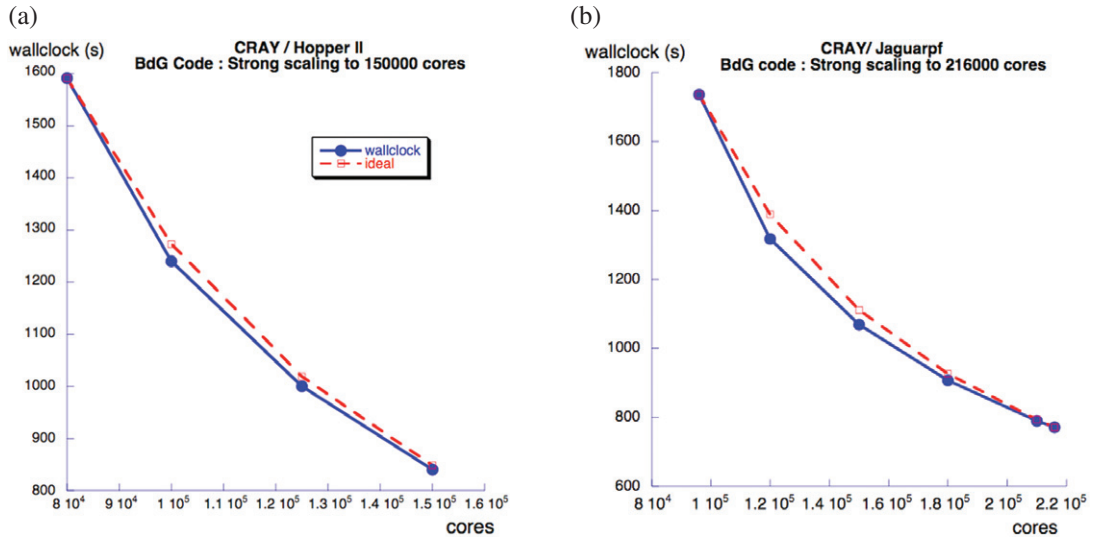 (a)
wallclock (s)
CRAY / Hopper II
BdG Code : Strong scaling to 150000 cores
1600
1500
1400
1300
1200
1100
1000
900
800
wallclock
ideal
8 10⁴
9 10⁴
1 10⁵
1.1 10⁵
1.2 10⁵
1.3 10⁵
1.4 10⁵
1.5 10⁵
1.6 10⁵
cores
(b)
wallclock (s)
CRAY/ Jaguarpf
BdG code : Strong scaling to 216000 cores
1800
1600
1400
1200
1000
800
600
8 10⁴
1 10⁵
1.2 10⁵
1.4 10⁵
1.6 10⁵
1.8 10⁵
2 10⁵
2.2 10⁵
cores